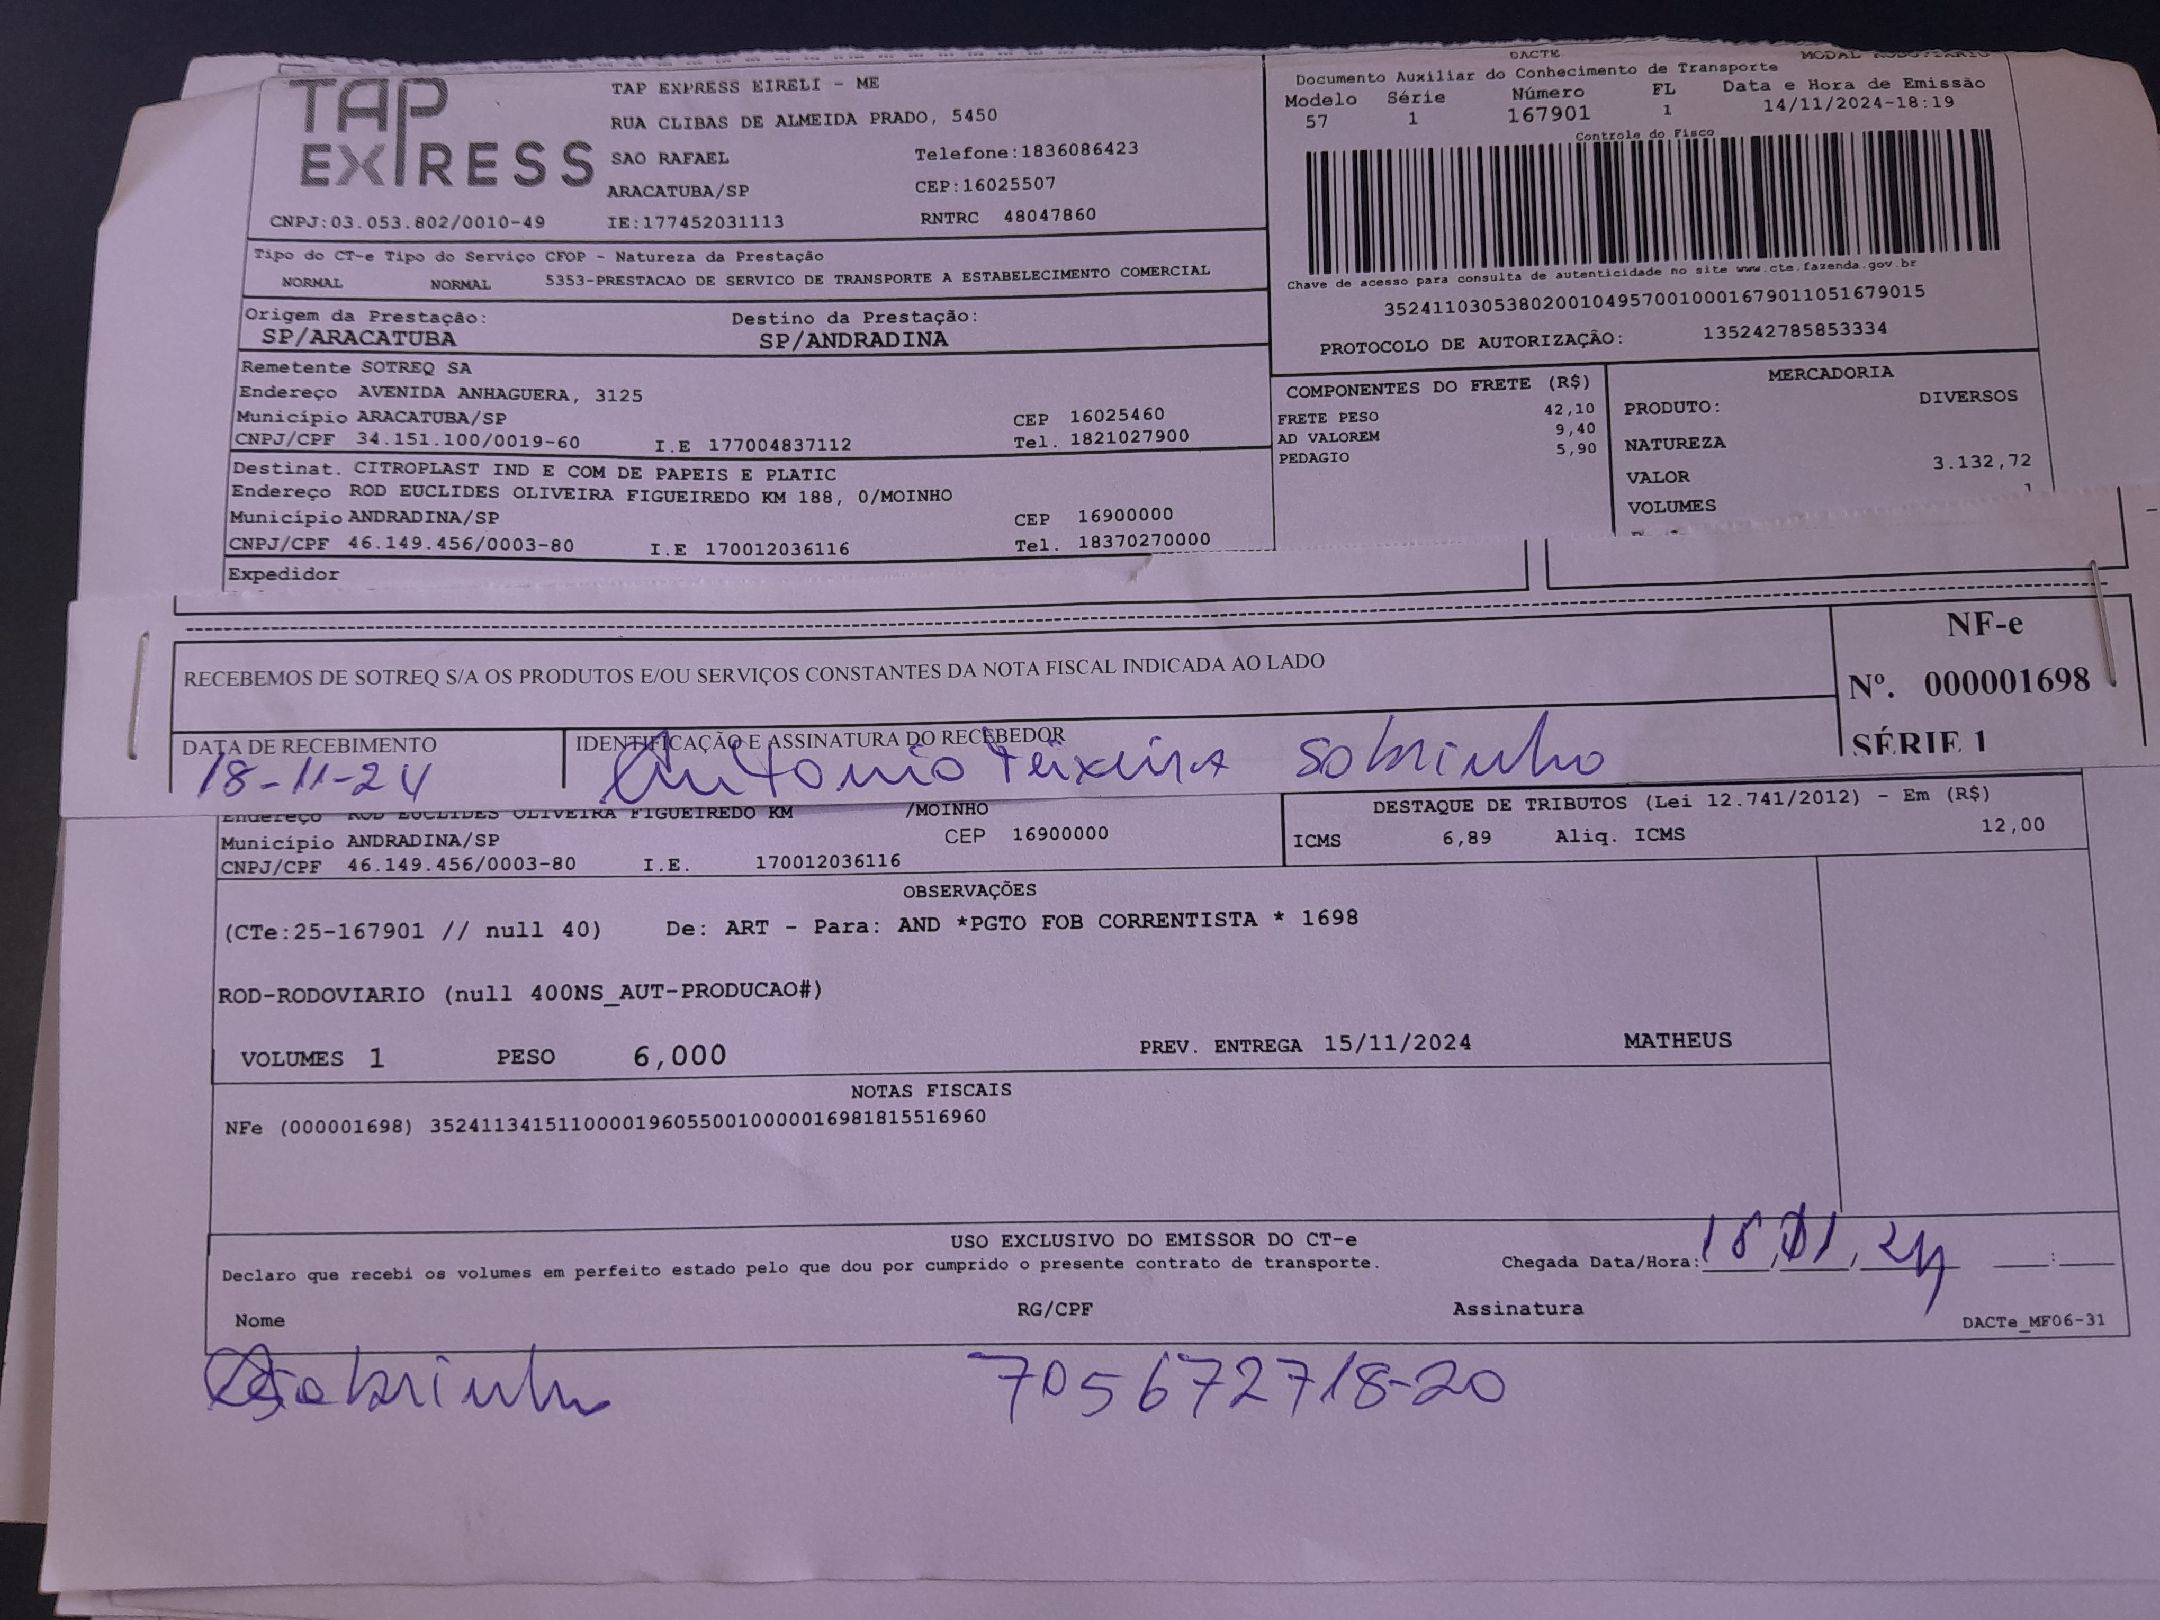 TAP EXPRESS
TAP EXPRESS EIRELI - ME
RUA CLIBAS DE ALMEIDA PRADO, 5450
SAO RAFAEL Telefone:1836086423
ARACATUBA/SP CEP:16025507
CNPJ:03.053.802/0010-49 IE:177452031113 RNTRC 48047860
DACTE MODAL RODOVIARIO
Documento Auxiliar do Conhecimento de Transporte
Modelo Série Número FL Data e Hora de Emissão
57 1 167901 1 14/11/2024-18:19
Controle do Fisco
Chave de acesso para consulta de autenticidade no site www.cte.fazenda.gov.br
35241103053802001049570010001679011051679015
PROTOCOLO DE AUTORIZAÇÃO: 135242785853334
Tipo do CT-e Tipo do Serviço CFOP - Natureza da Prestação
NORMAL NORMAL 5353-PRESTACAO DE SERVICO DE TRANSPORTE A ESTABELECIMENTO COMERCIAL
Origem da Prestação: Destino da Prestação:
SP/ARACATUBA SP/ANDRADINA
Remetente SOTREQ SA
Endereço AVENIDA ANHAGUERA, 3125
Município ARACATUBA/SP CEP 16025460
CNPJ/CPF 34.151.100/0019-60 I.E 177004837112 Tel. 1821027900
Destinat. CITROPLAST IND E COM DE PAPEIS E PLATIC
Endereço ROD EUCLIDES OLIVEIRA FIGUEIREDO KM 188, 0/MOINHO
Município ANDRADINA/SP CEP 16900000
CNPJ/CPF 46.149.456/0003-80 I.E 170012036116 Tel. 18370270000
Expedidor
COMPONENTES DO FRETE (R$)
FRETE PESO 42,10
AD VALOREM 9,40
PEDAGIO 5,90
MERCADORIA
PRODUTO: DIVERSOS
NATUREZA
VALOR 3.132,72
VOLUMES 1
RECEBEMOS DE SOTREQ S/A OS PRODUTOS E/OU SERVIÇOS CONSTANTES DA NOTA FISCAL INDICADA AO LADO
NF-e
Nº. 000001698
SÉRIE 1
DATA DE RECEBIMENTO IDENTIFICAÇÃO E ASSINATURA DO RECEBEDOR
18-11-24 Antonio Teixeira Sobrinho
Endereço ROD EUCLIDES OLIVEIRA FIGUEIREDO KM /MOINHO
Município ANDRADINA/SP CEP 16900000
CNPJ/CPF 46.149.456/0003-80 I.E. 170012036116
DESTAQUE DE TRIBUTOS (Lei 12.741/2012) - Em (R$)
ICMS 6,89 Aliq. ICMS 12,00
OBSERVAÇÕES
(CTe:25-167901 // null 40) De: ART - Para: AND *PGTO FOB CORRENTISTA * 1698
ROD-RODOVIARIO (null 400NS_AUT-PRODUCAO#)
VOLUMES 1 PESO 6,000 PREV. ENTREGA 15/11/2024 MATHEUS
NOTAS FISCAIS
NFe (000001698) 35241134151100001960550010000016981815516960
USO EXCLUSIVO DO EMISSOR DO CT-e
Declaro que recebi os volumes em perfeito estado pelo que dou por cumprido o presente contrato de transporte. Chegada Data/Hora: 18,11,24 :
Nome RG/CPF Assinatura
DACTe_MF06-31
Sobrinho 705672718-20